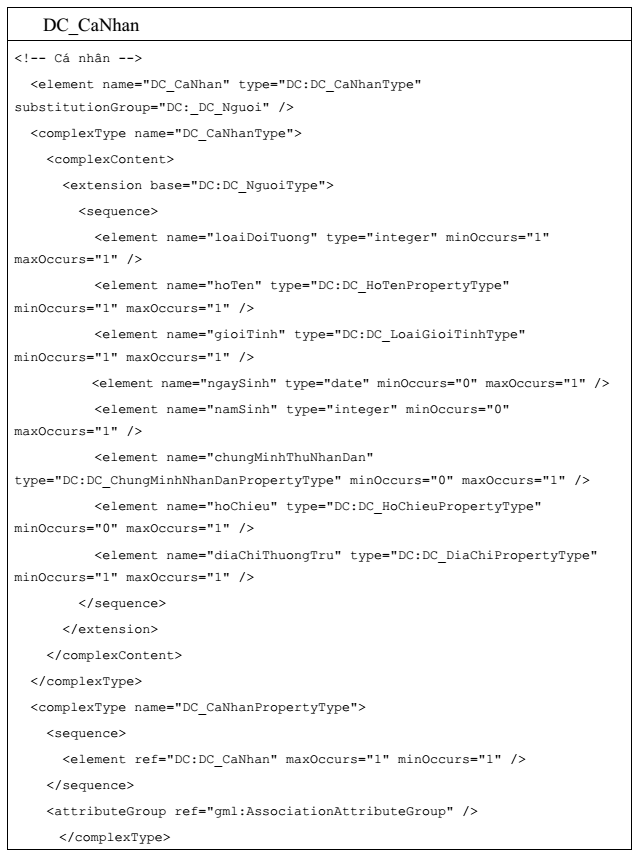 DC_CaNhan
<!-- Cá nhân -->
<element name="DC_CaNhan" type="DC:DC_CaNhanType"
substitutionGroup="DC:_DC_Nguoi" />
<complexType name="DC_CaNhanType">
<complexContent>
<extension base="DC:DC_NguoiType">
<sequence>
<element name="loaiDoiTuong" type="integer" minOccurs="1"
maxOccurs="1" />
<element name="hoTen" type="DC:DC_HoTenPropertyType"
minOccurs="1" maxOccurs="1" />
<element name="gioiTinh" type="DC:DC_LoaiGioiTinhType"
minOccurs="1" maxOccurs="1" />
<element name="ngaySinh" type="date" minOccurs="0" maxOccurs="1" />
<element name="namSinh" type="integer" minOccurs="0"
maxOccurs="1" />
<element name="chungMinhThuNhanDan"
type="DC:DC_ChungMinhNhanDanPropertyType" minOccurs="0" maxOccurs="1" />
<element name="hoChieu" type="DC:DC_HoChieuPropertyType"
minOccurs="0" maxOccurs="1" />
<element name="diaChiThuongTru" type="DC:DC_DiaChiPropertyType"
minOccurs="1" maxOccurs="1" />
</sequence>
</extension>
</complexContent>
</complexType>
<complexType name="DC_CaNhanPropertyType">
<sequence>
<element ref="DC:DC_CaNhan" maxOccurs="1" minOccurs="1" />
</sequence>
<attributeGroup ref="gml:AssociationAttributeGroup" />
</complexType>